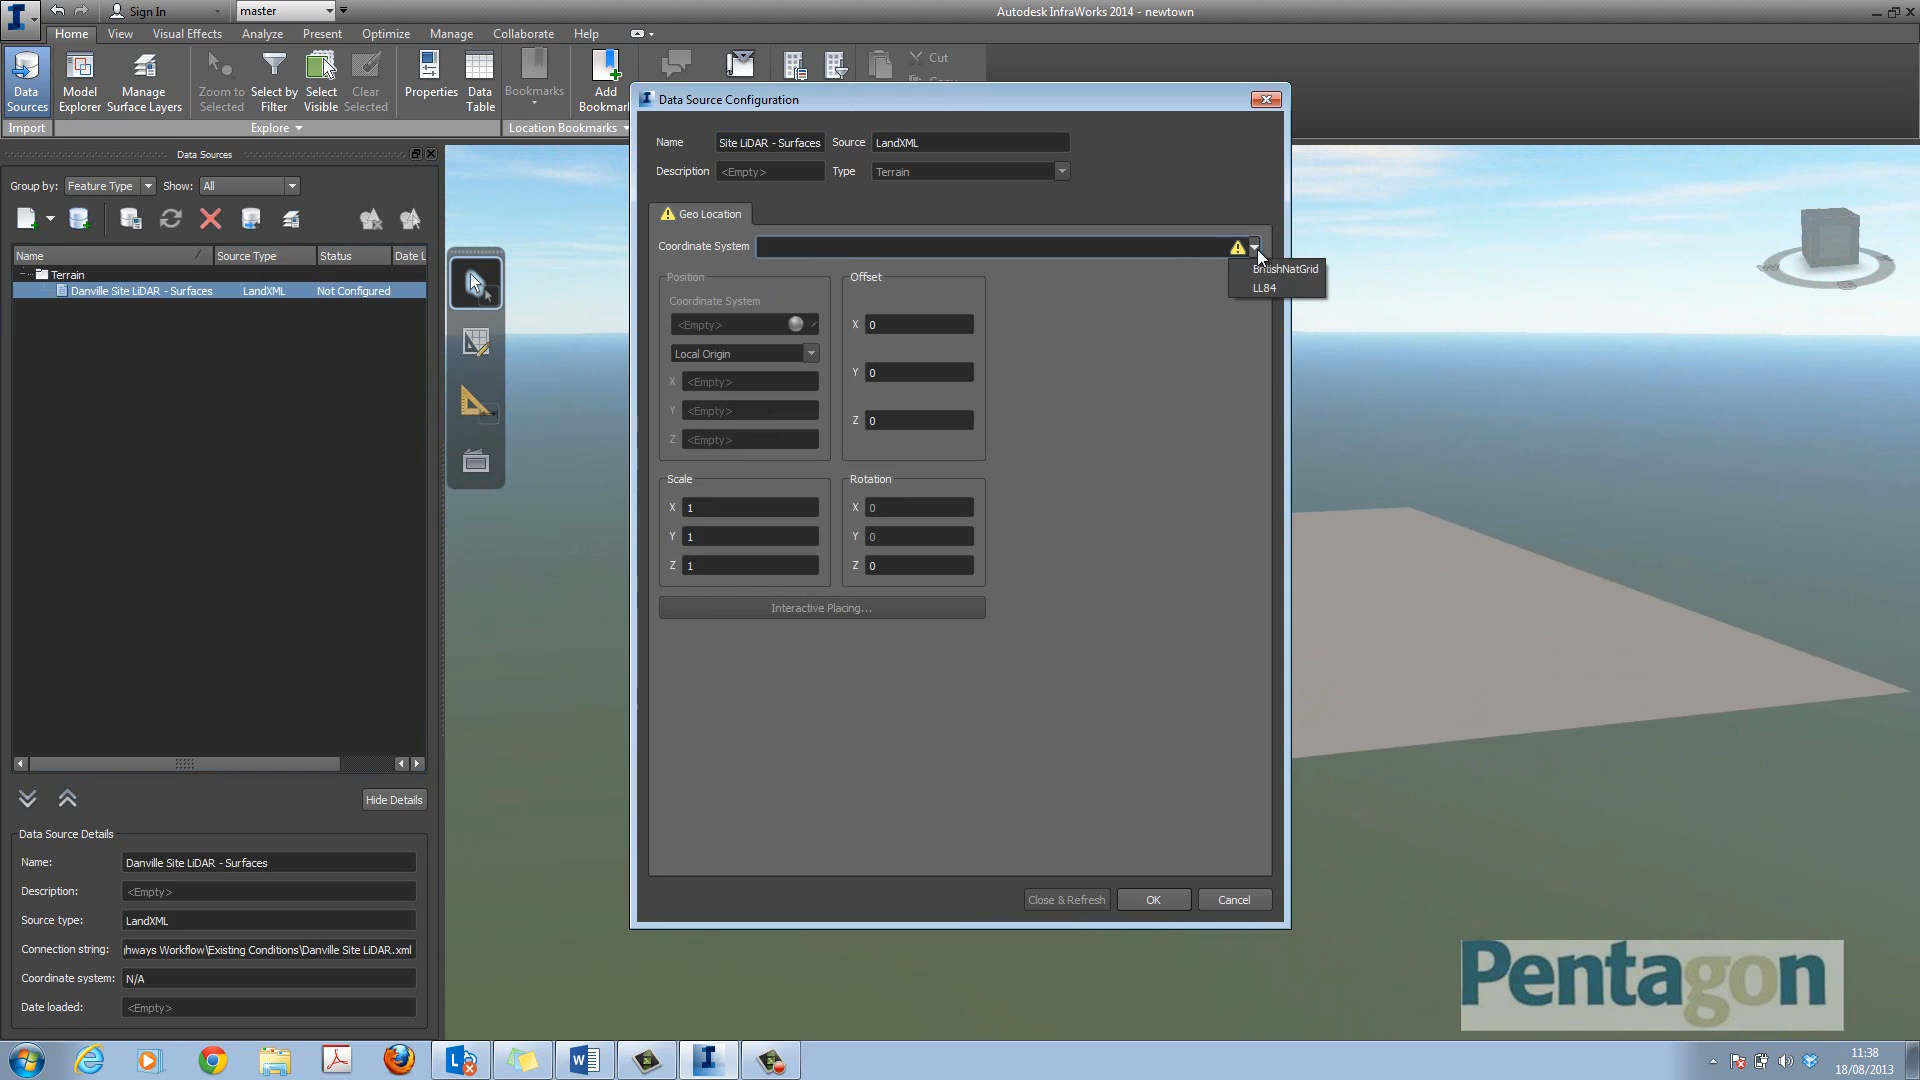 Sign In
master
Autodesk InfraWorks 2014 - newtown
Home View Visual Effects Analyze Present Optimize Manage Collaborate Help
Data Sources
Model Explorer
Manage Surface Layers
Zoom to Selected
Select by Filter
Select Visible
Clear Selected
Properties
Data Table
Bookmarks
Add Bookmar
Cut
Import
Explore
Location Bookmarks
Data Sources
Group by: Feature Type Show: All
Name Source Type Status Date L
Terrain
Danville Site LiDAR - Surfaces LandXML Not Configured
Hide Details
Data Source Details
Name: Danville Site LiDAR - Surfaces
Description: <Empty>
Source type: LandXML
Connection string: ghways Workflow\Existing Conditions\Danville Site LiDAR.xml
Coordinate system: N/A
Date loaded: <Empty>
Data Source Configuration
Name Site LiDAR - Surfaces Source LandXML
Description <Empty> Type Terrain
Geo Location
Coordinate System
BritishNatGrid
LL84
Position
Coordinate System
<Empty>
Local Origin
X <Empty>
Y <Empty>
Z <Empty>
Offset
X 0
Y 0
Z 0
Scale
X 1
Y 1
Z 1
Rotation
X 0
Y 0
Z 0
Interactive Placing...
Close & Refresh OK Cancel
Pentagon
11:38
18/08/2013